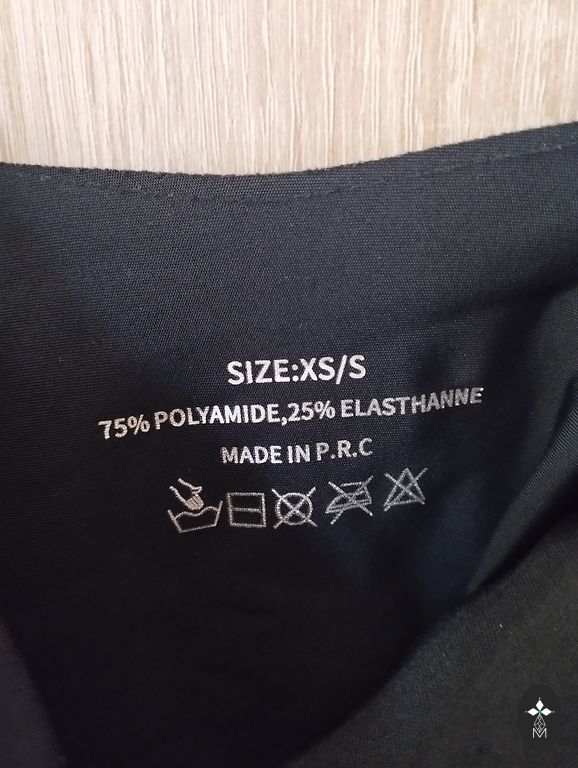 SIZE:XS/S
75% POLYAMIDE,25% ELASTHANNE
MADE IN P.R.C
M